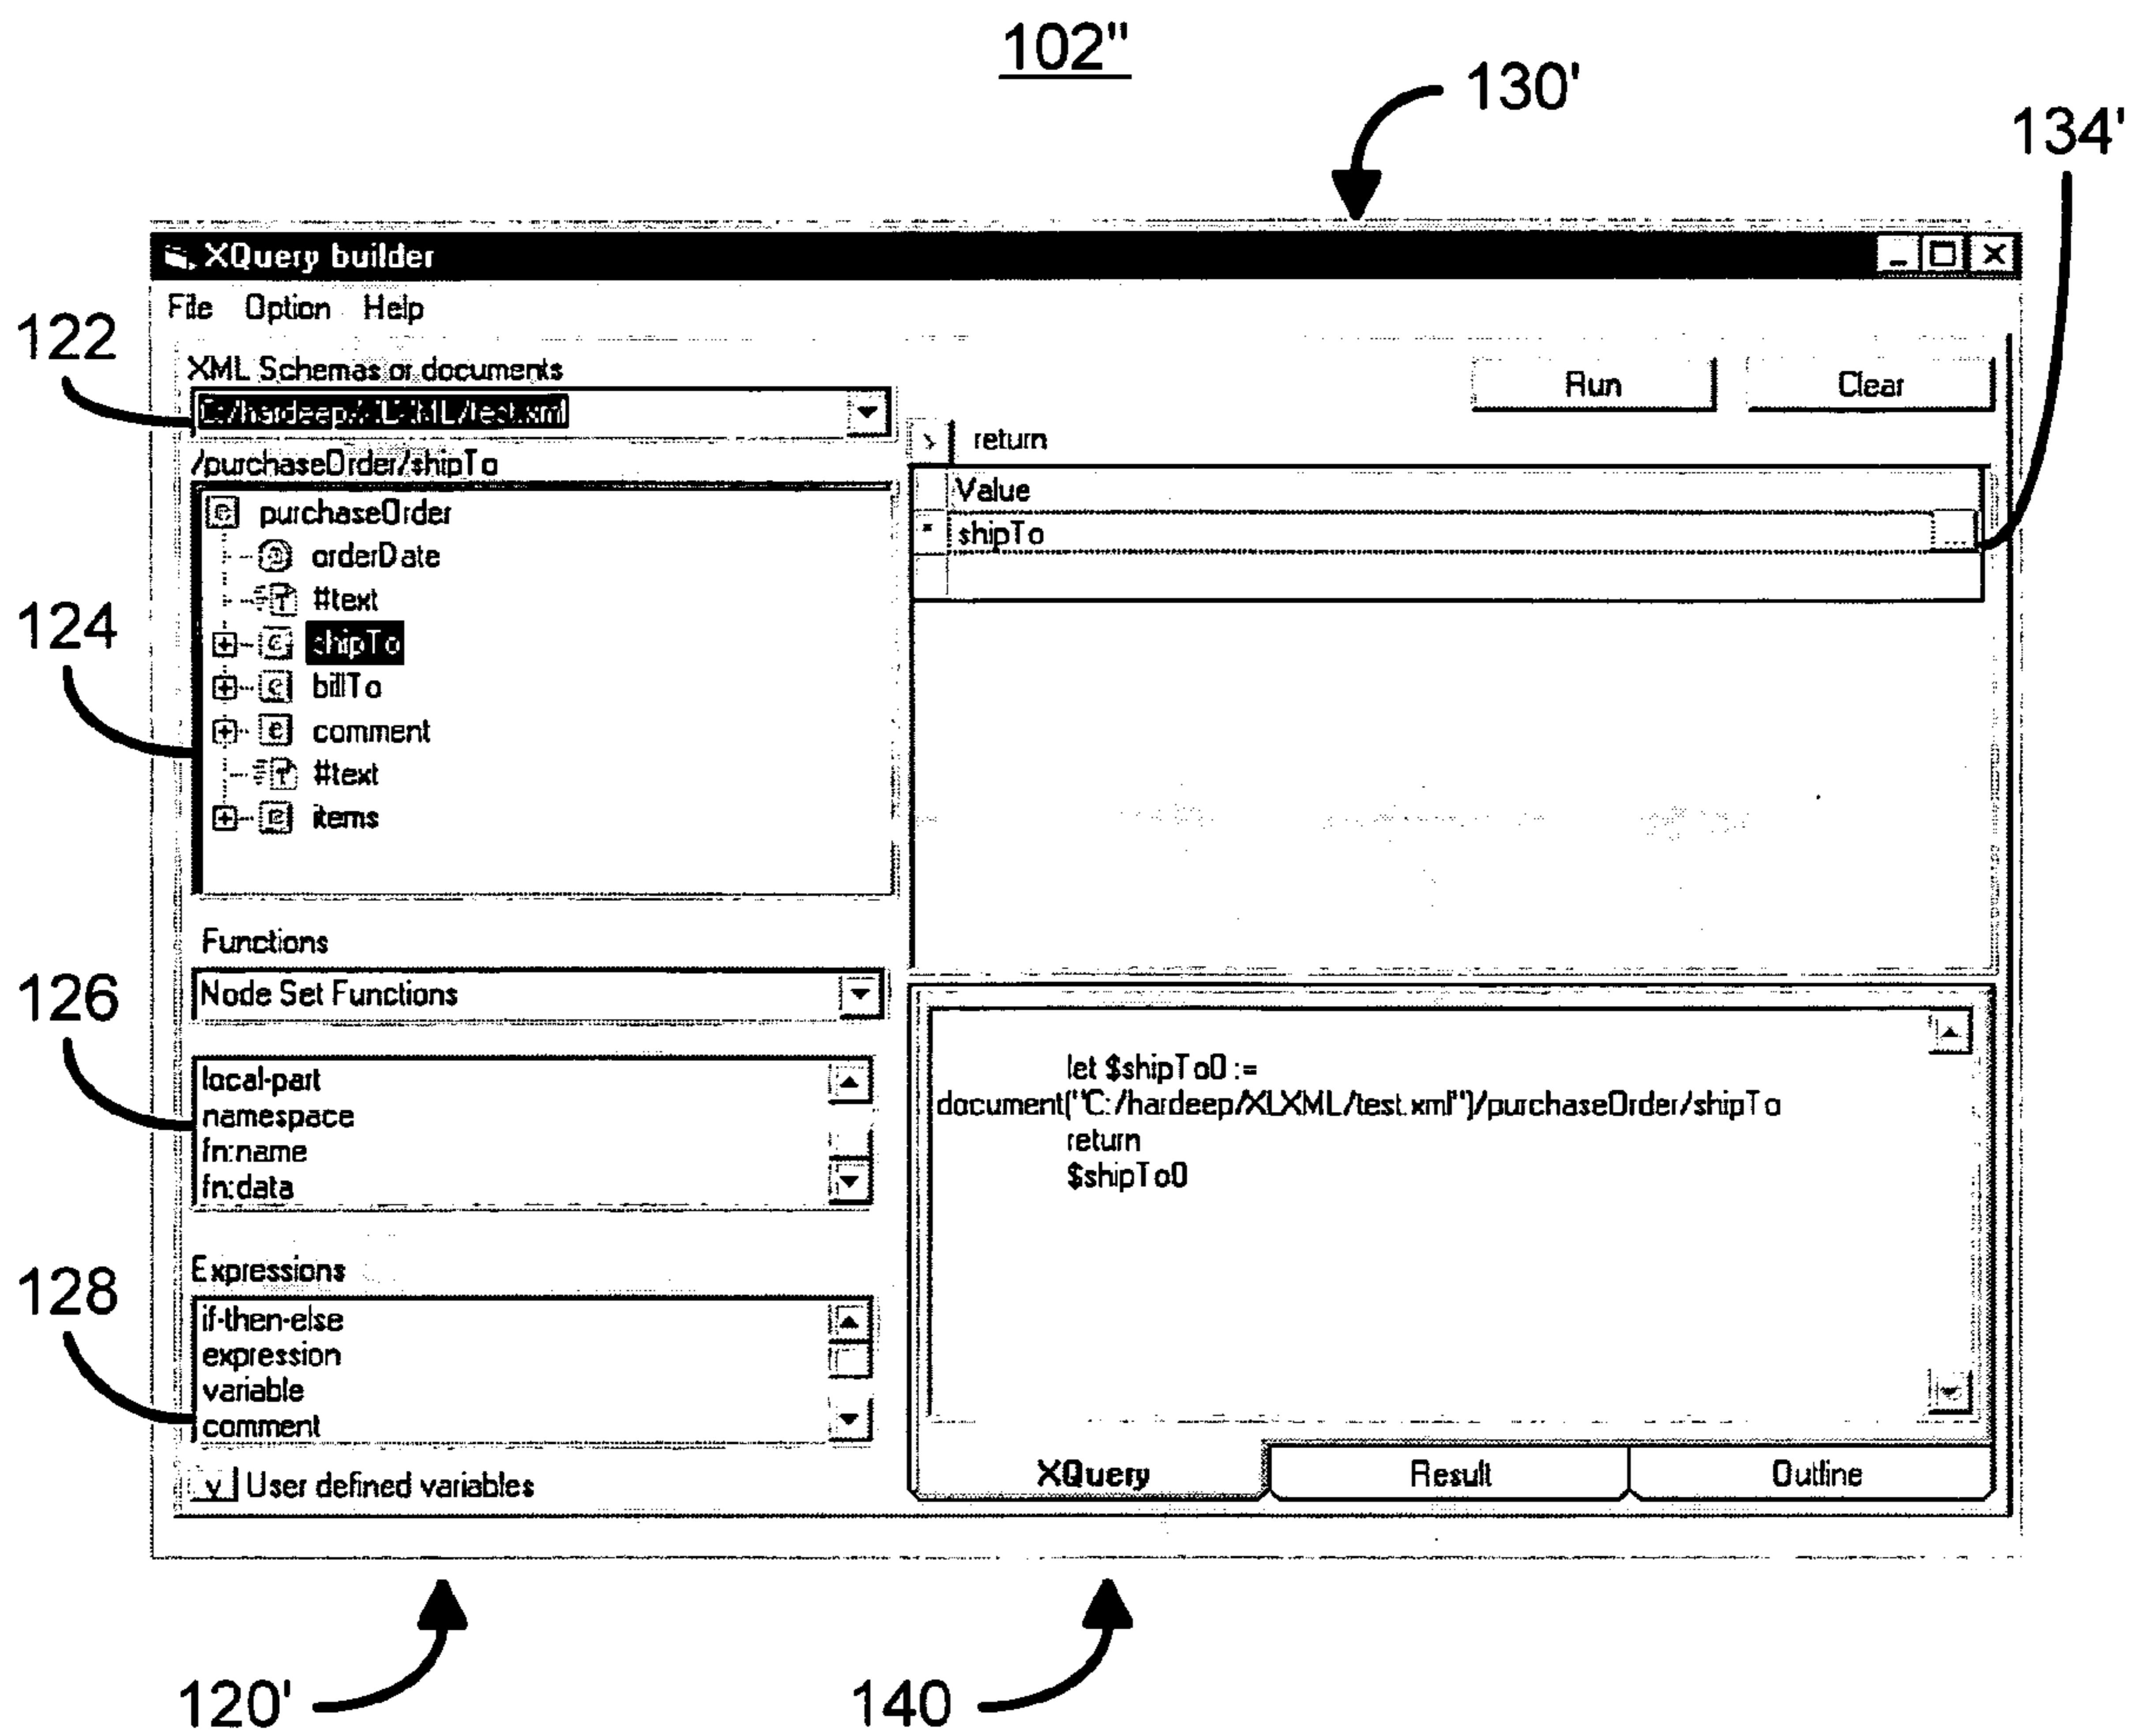 102"
130'
134'
XQuery builder
File Option Help
122
XML Schemas or documents
Run
Clear
return
/purchaseOrder/shipTo
Value
shipTo
purchaseOrder
orderDate
#text
124
shipTo
billTo
comment
#text
items
Functions
126
Node Set Functions
local-part
namespace
fn:name
fn:data
let $shipTo0 :=
document("C:/hardeep/XLXML/test.xml")/purchaseOrder/shipTo
return
$shipTo0
Expressions
128
if-then-else
expression
variable
comment
User defined variables
XQuery
Result
Outline
120'
140